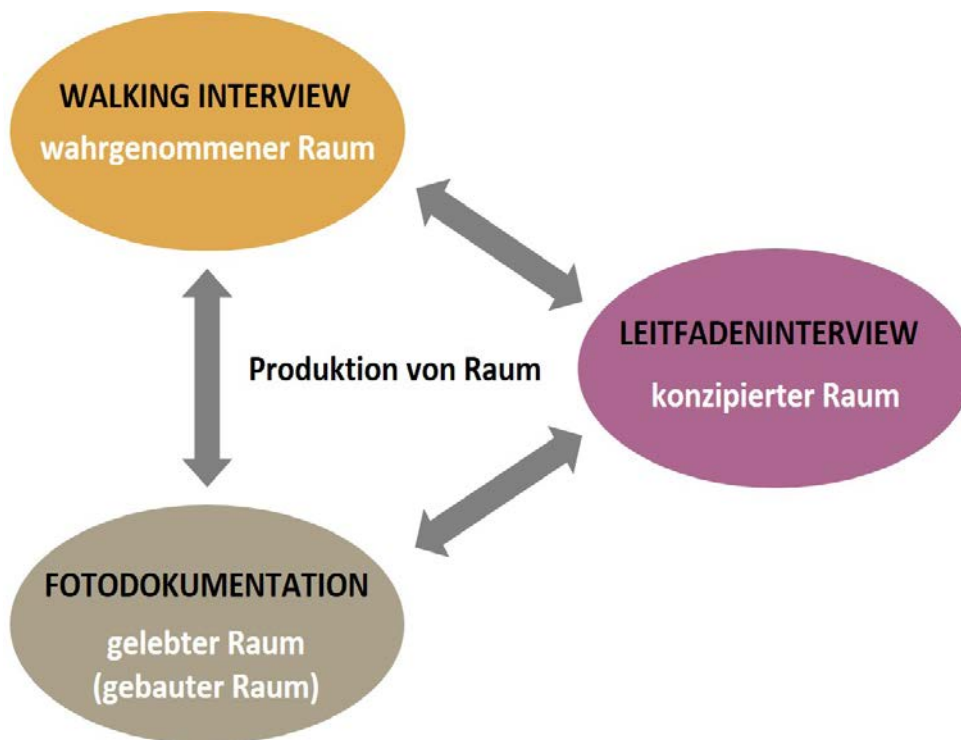 WALKING INTERVIEW
wahrgenommener Raum
LEITFADENINTERVIEW
konzipierter Raum
Produktion von Raum
FOTODOKUMENTATION
gelebter Raum
(gebauter Raum)